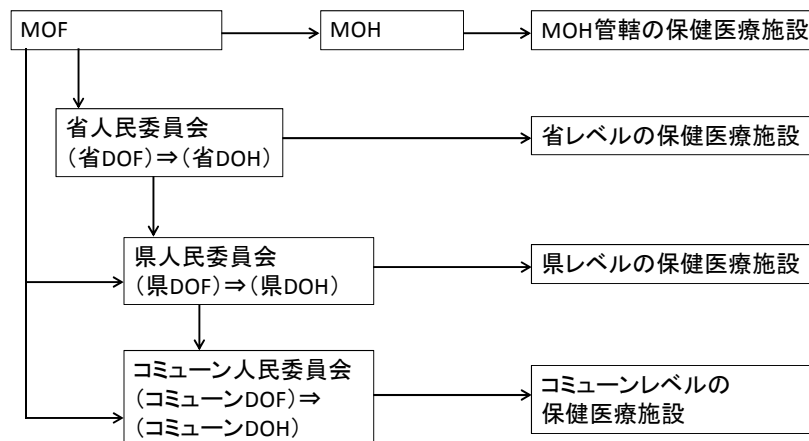 MOF
MOH
MOH管轄の保健医療施設
省人民委員会
（省DOF）⇒（省DOH）
省レベルの保健医療施設
県人民委員会
（県DOF）⇒（県DOH）
県レベルの保健医療施設
コミューン人民委員会
（コミューンDOF）⇒
（コミューンDOH）
コミューンレベルの
保健医療施設